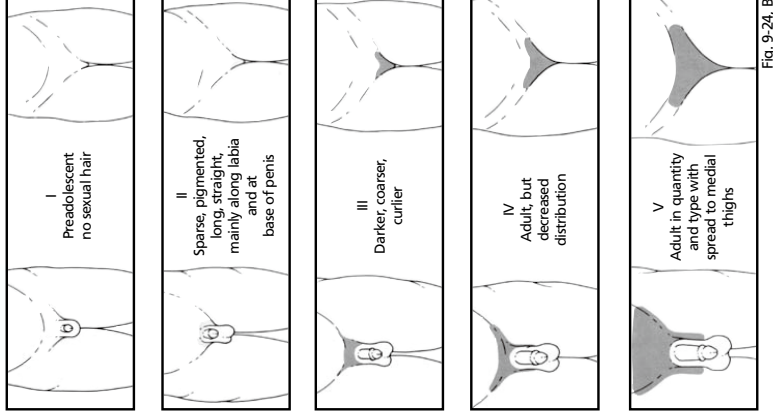 I
Preadolescent
no sexual hair
II
Sparse, pigmented,
long, straight,
mainly along labia
and at
base of penis
III
Darker, coarser,
curlier
IV
Adult, but
decreased
distribution
V
Adult in quantity
and type with
spread to medial
thighs
Fig. 9-24, B